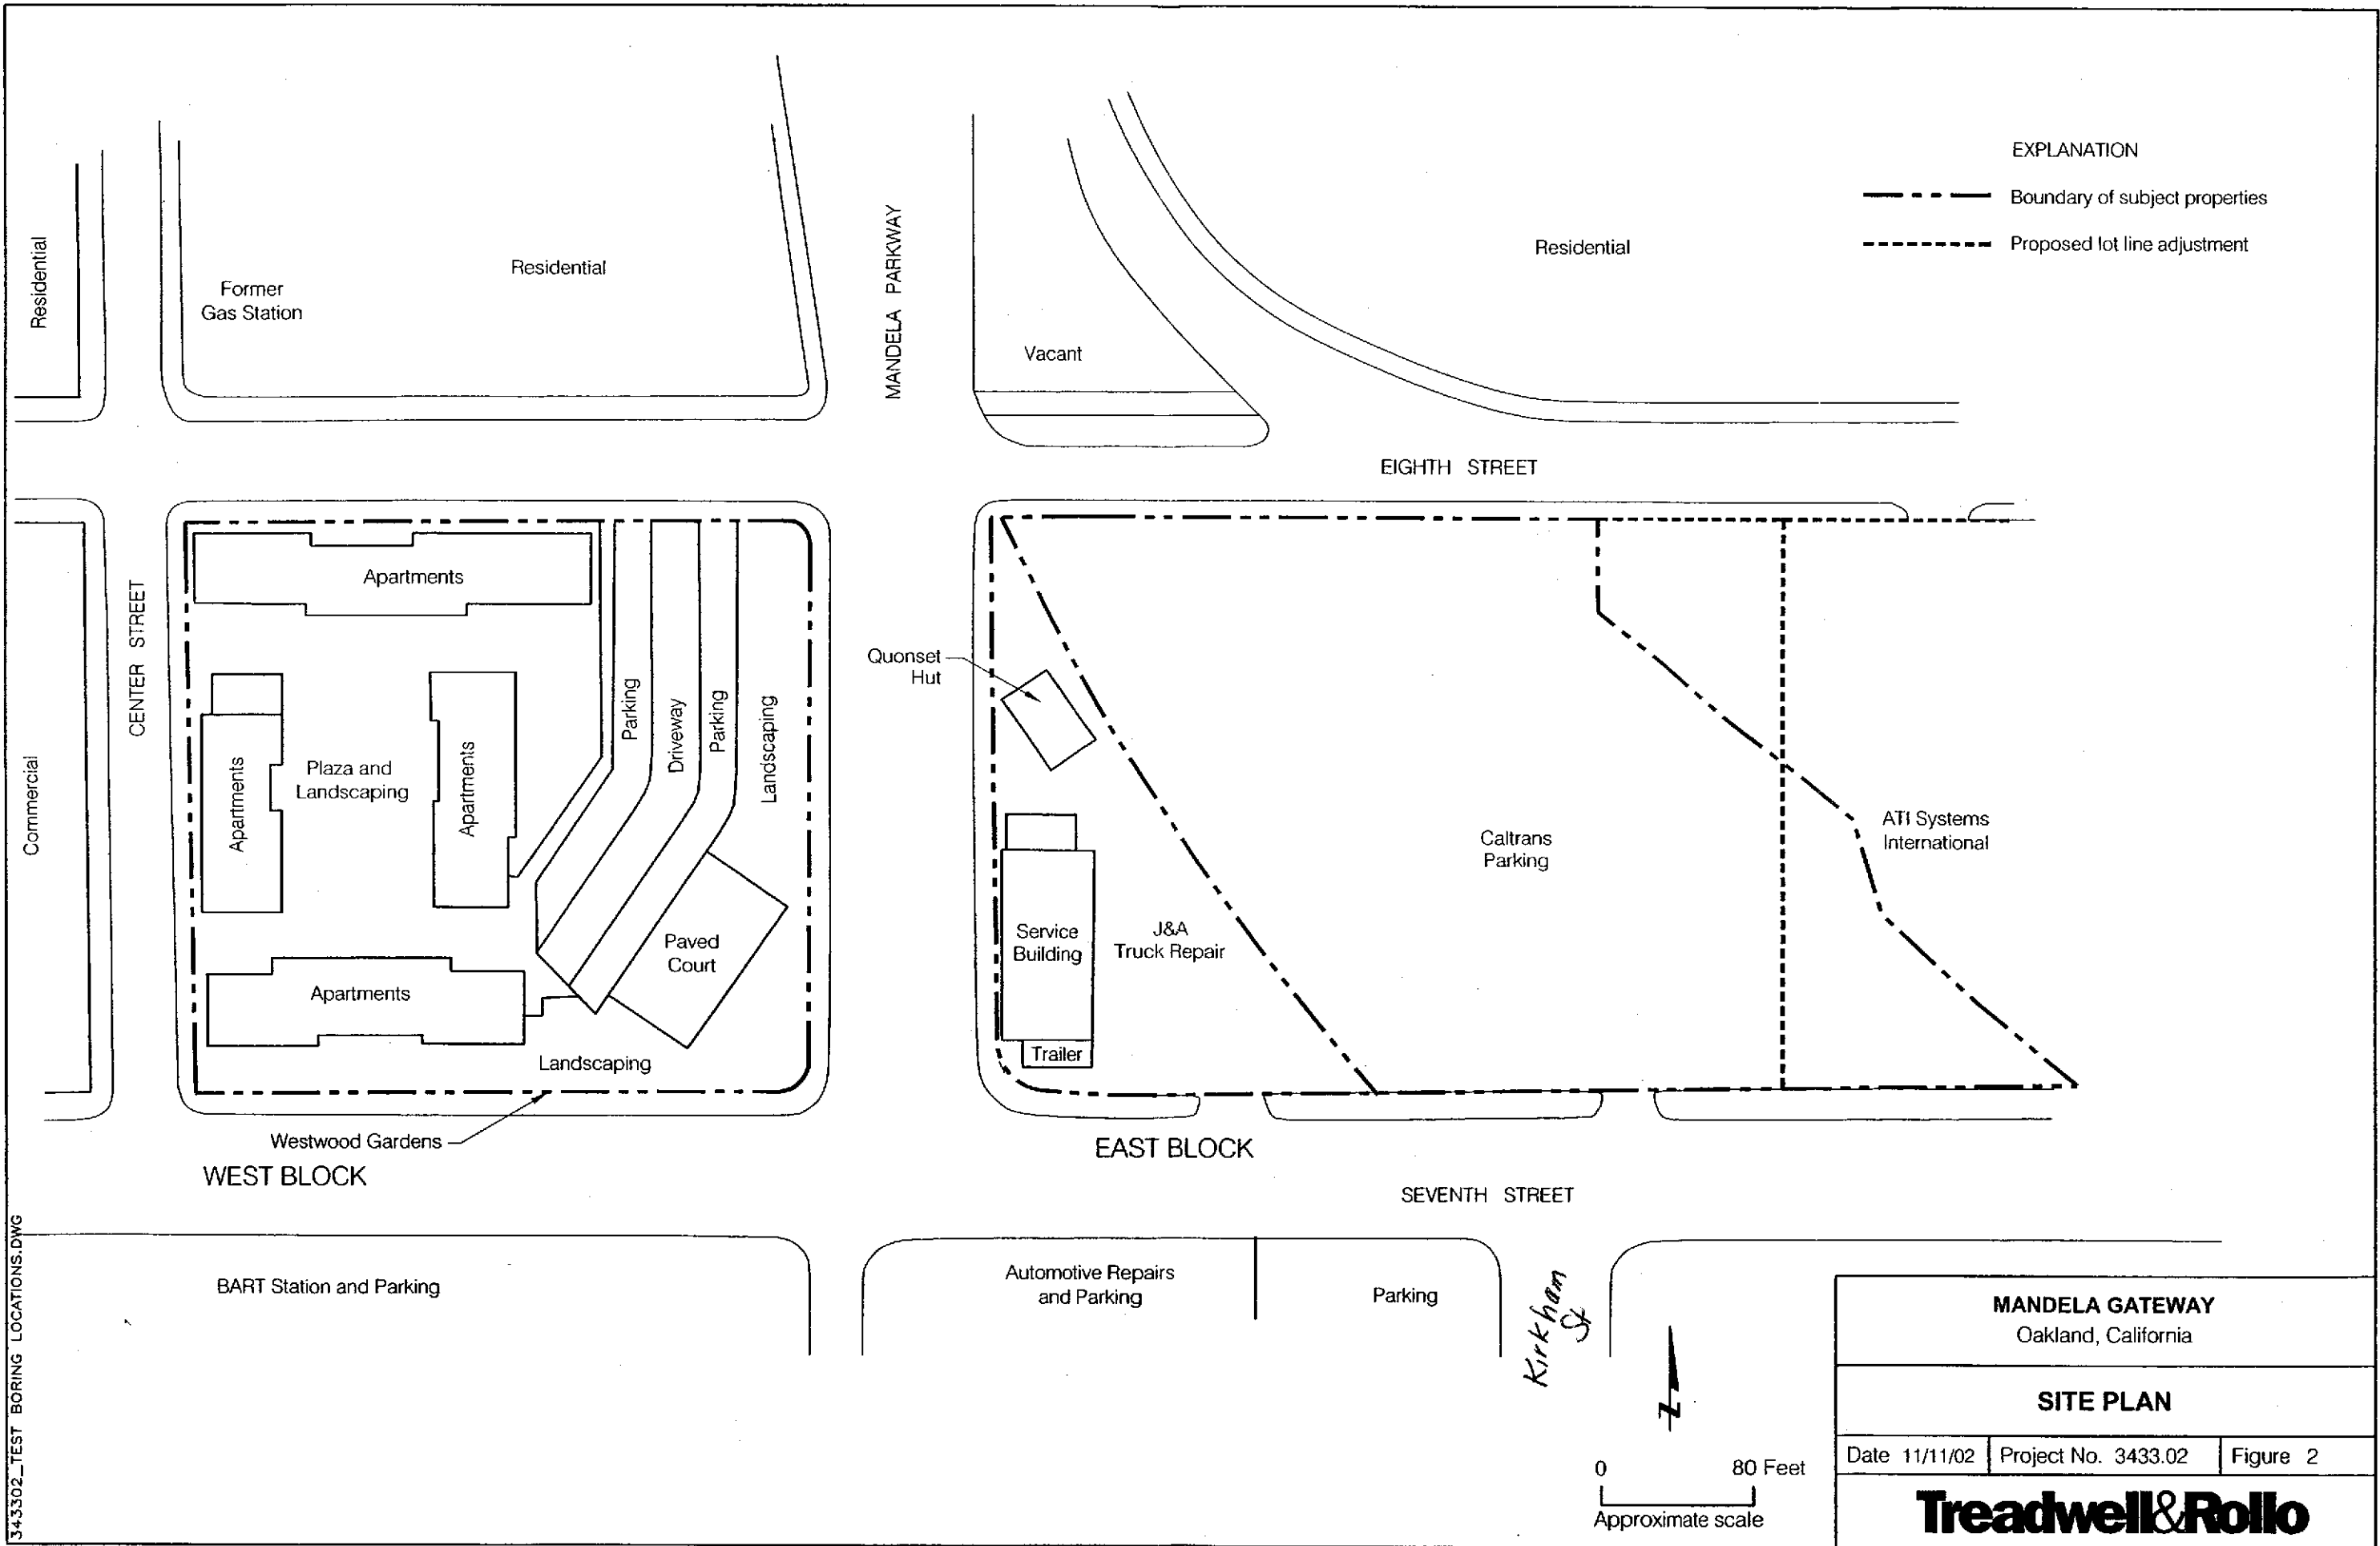 EXPLANATION
Boundary of subject properties
Proposed lot line adjustment
Residential
Former
Gas Station
Residential
MANDELA PARKWAY
Vacant
Residential
EIGHTH STREET
CENTER STREET
Commercial
Apartments
Apartments
Plaza and
Landscaping
Apartments
Parking
Driveway
Parking
Landscaping
Paved
Court
Apartments
Landscaping
Westwood Gardens
WEST BLOCK
Quonset
Hut
Service
Building
Trailer
J&A
Truck Repair
Caltrans
Parking
ATI Systems
International
EAST BLOCK
SEVENTH STREET
BART Station and Parking
Automotive Repairs
and Parking
Parking
Kirkham
St
N
0 80 Feet
Approximate scale
MANDELA GATEWAY
Oakland, California
SITE PLAN
Date 11/11/02 Project No. 3433.02 Figure 2
Treadwell&Rollo
343302_TEST BORING LOCATIONS.DWG